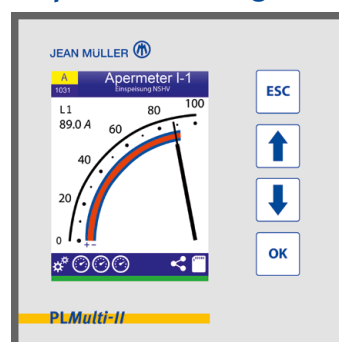 JEAN MÜLLER
A
Apermeter I-1
1031
Einspeisung NSHV
L1
89.0 A
0
20
40
60
80
100
+ -
ESC
OK
PLMulti-II